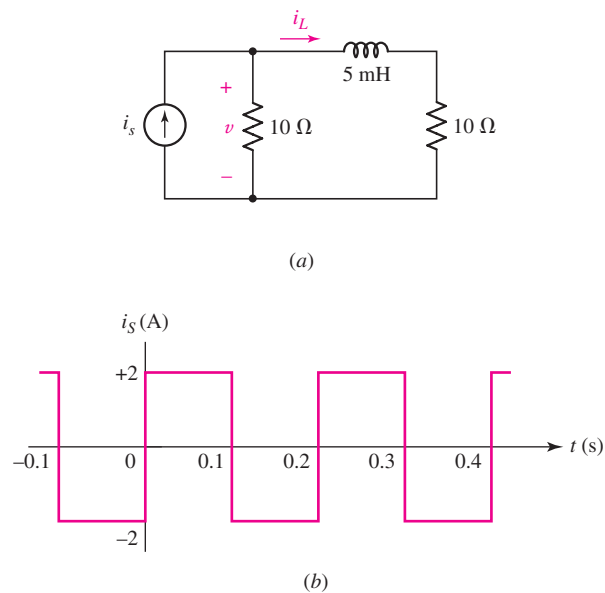 i_L
5 mH
+
i_s
v
10 Ω
10 Ω
–
(a)
i_S (A)
+2
–0.1
0
0.1
0.2
0.3
0.4
t (s)
–2
(b)